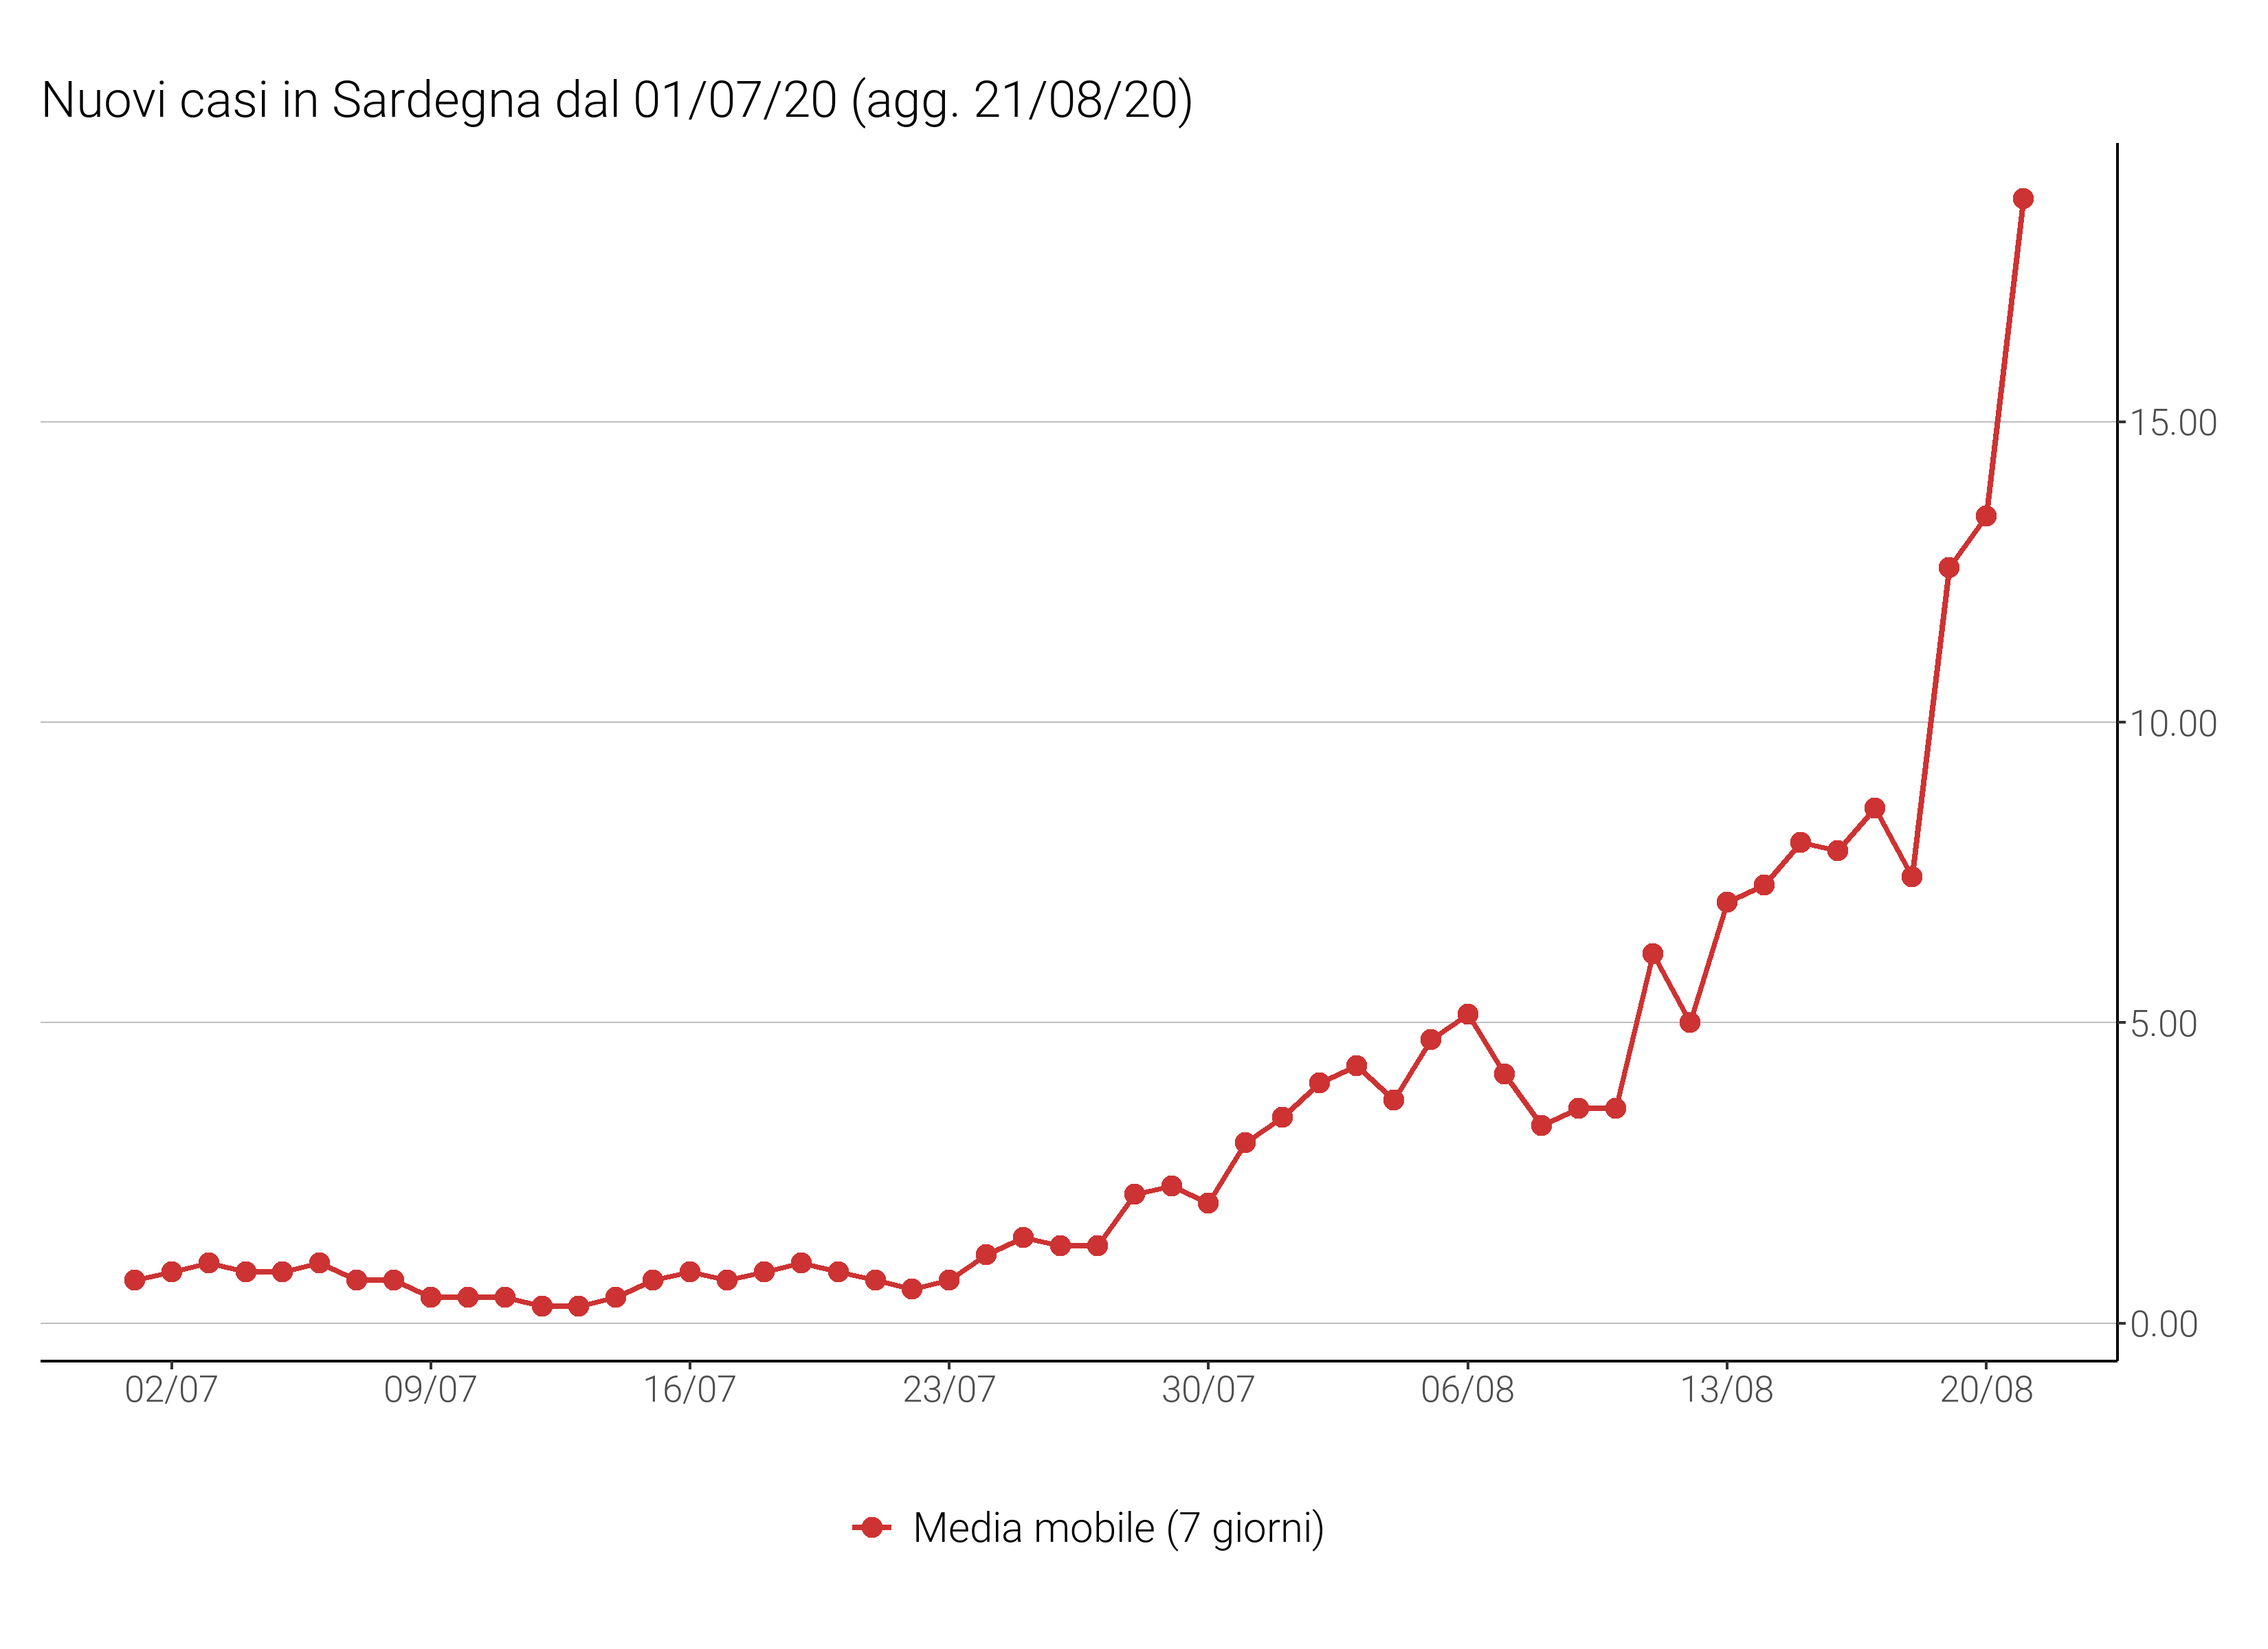 Nuovi casi in Sardegna dal 01/07/20 (agg. 21/08/20)
15.00
10.00
5.00
0.00
02/07 09/07 16/07 23/07 30/07 06/08 13/08 20/08
Media mobile (7 giorni)